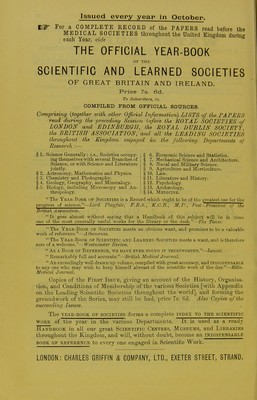 Issued every year in October.
☞ For a COMPLETE RECORD of the PAPERS read before the
MEDICAL SOCIETIES throughout the United Kingdom during
each Year, vide
THE OFFICIAL YEAR-BOOK
OF THE
SCIENTIFIC AND LEARNED SOCIETIES
OF GREAT BRITAIN AND IRELAND.
Price 7s. 6d.
To Subscribers, 6s.
COMPILED FROM OFFICIAL SOURCES.
Comprising (together with other Official Information) LISTS of the PAPERS
read during the preceding Session before the ROYAL SOCIETIES of
LONDON and EDINBURGH, the ROYAL DUBLIN SOCIETY,
the BRITISH ASSOCIATION, and all the LEADING SOCIETIES
throughout the Kingdom engaged in the following Departments of
Research:—
§ 1. Science Generally: i.e., Societies occupying themselves with several Branches of
Science, or with Science and Literature
jointly.
§ 2. Astronomy, Mathematics and Physics.
§ 3. Chemistry and Photography.
§ 4. Geology, Geography, and Mineralogy.
§ 5. Biology, including Microscopy and Anthropology.
§ 6. Economic Science and Statistics.
§ 7. Mechanical Science and Architecture.
§ 8. Naval and Military Science.
§ 9. Agriculture and Horticulture.
§ 10. Law.
§ 11. Literature and History.
§ 12. Psychology.
§ 13. Archæology.
§ 14. MEDICINE.
"The YEAR-BOOK OF SOCIETIES is a Record which ought to be of the greatest use for the
progress of science."—Lord Playfair, F.R.S., K.C.B., M.P., Past
British Association.
"It goes almost without saying that a Handbook of this subject will be in time
one of the most generally useful works for the library or the desk."—The Times.
"The YEAR-BOOK OF SOCIETIES meets an obvious want, and promises to be a valuable
work of reference."—Athenæum.
"The YEAR-BOOK OF SCIENTIFIC AND LEARNED SOCIETIES meets a want, and is therefore
sure of a welcome."—Westminster Review.
"As a BOOK OF REFERENCE, WE HAVE EVER FOUND IT TRUSTWORTHY."—Lancet.
"Remarkably full and accurate."—British Medical Journal.
"An exceedingly well drawn up volume, compiled with great accuracy, and indispensable
to any one who may wish to keep himself abreast of the scientific work of the day."—Edin.
Medical Journal.
Copies of the FIRST ISSUE, giving an account of the History, Organisation, and Conditions of Membership of the various Societies [with Appendix
on the Leading Scientific Societies throughout the world], and forming the
groundwork of the Series, may still be had, price 7s. 6d. Also Copies of the
succeeding Issues.
The YEAR-BOOK OF SOCIETIES forms a complete INDEX TO THE SCIENTIFIC
WORK of the year in the various Departments. It is used as a ready
HANDBOOK in all our great SCIENTIFIC CENTRES, MUSEUMS, and LIBRARIES
throughout the Kingdom, and will, without doubt, become an INDISPENSABLE
BOOK OF REFERENCE to every one engaged in Scientific Work.
LONDON: CHARLES GRIFFIN & COMPANY, LTD., EXETER STREET, STRAND.